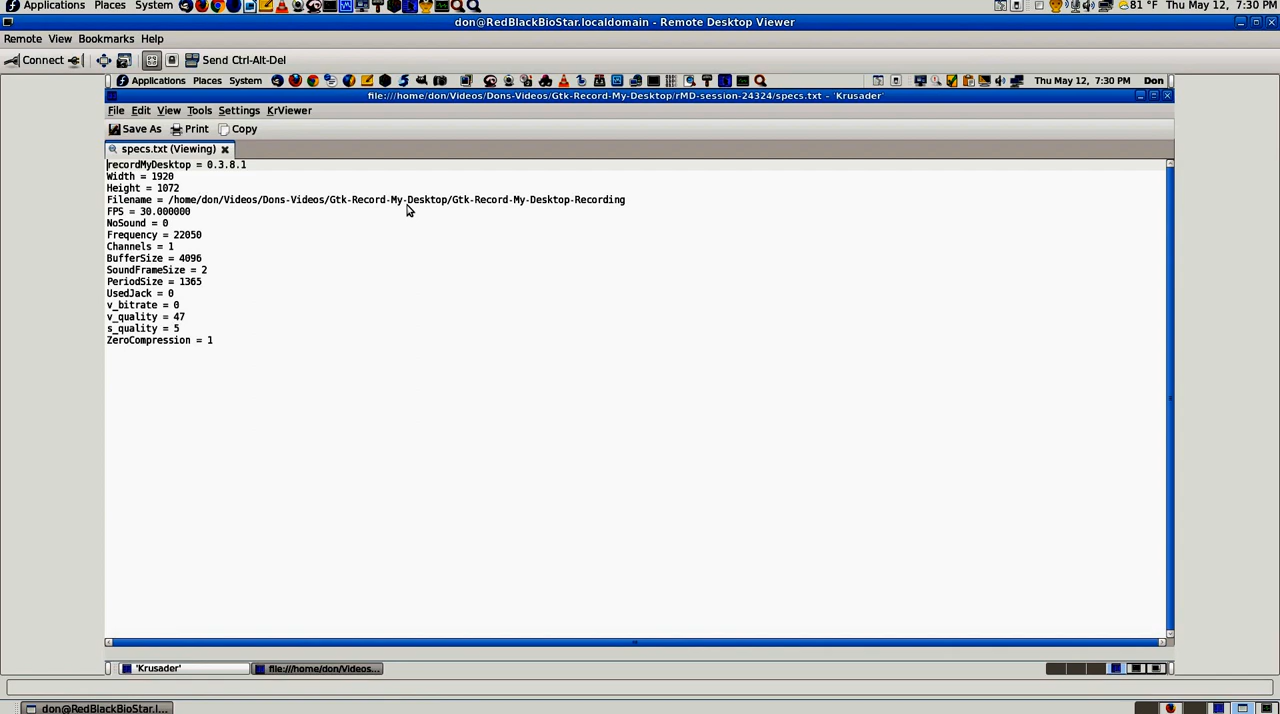 Applications Places System 81 °F Thu May 12, 7:30 PM
don@RedBlackBioStar.localdomain - Remote Desktop Viewer
Remote View Bookmarks Help
Connect Send Ctrl-Alt-Del
Applications Places System Thu May 12, 7:30 PM Don
file:///home/don/Videos/Dons-Videos/Gtk-Record-My-Desktop/rMD-session-24324/specs.txt - 'Krusader'
File Edit View Tools Settings KrViewer
Save As Print Copy
specs.txt (Viewing)
recordMyDesktop = 0.3.8.1
Width = 1920
Height = 1072
Filename = /home/don/Videos/Dons-Videos/Gtk-Record-My-Desktop/Gtk-Record-My-Desktop-Recording
FPS = 30.000000
NoSound = 0
Frequency = 22050
Channels = 1
BufferSize = 4096
SoundFrameSize = 2
PeriodSize = 1365
UsedJack = 0
v_bitrate = 0
v_quality = 47
s_quality = 5
ZeroCompression = 1
'Krusader' file:///home/don/Videos...
don@RedBlackBioStar.l...